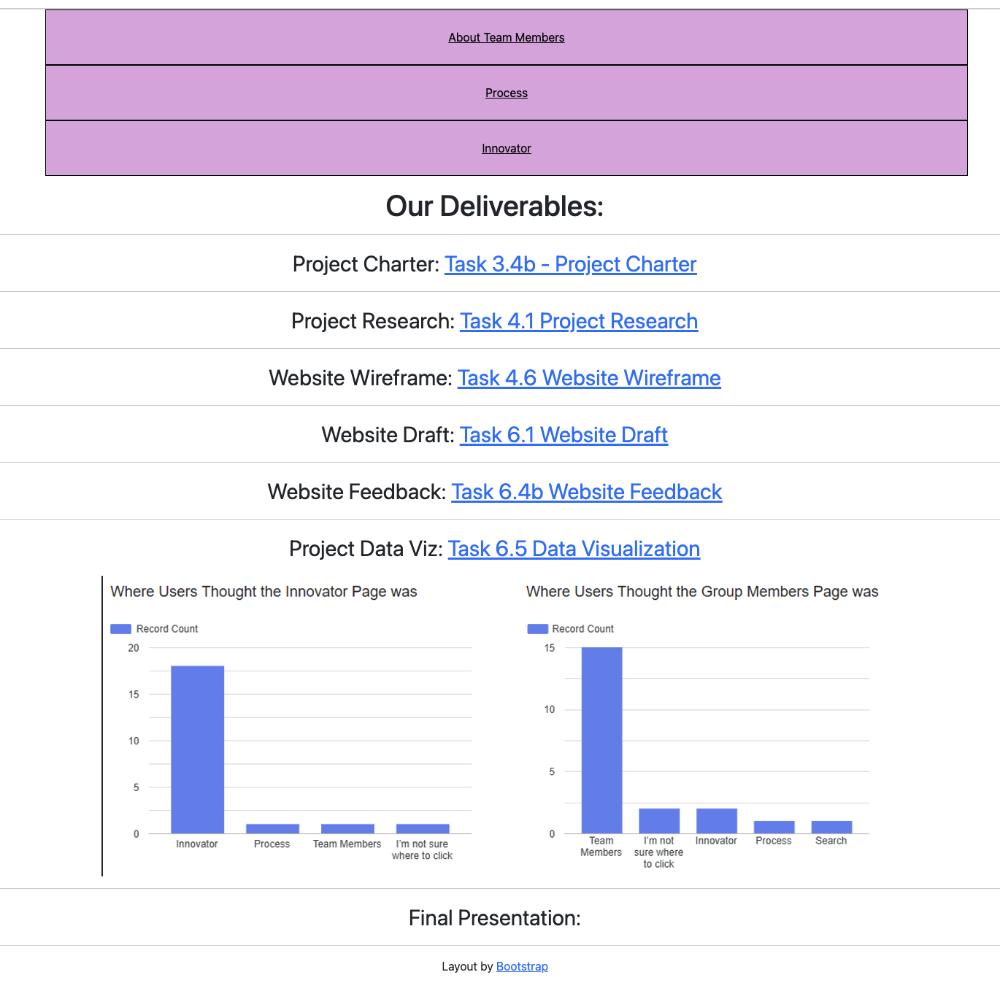 About Team Members
Process
Innovator
Our Deliverables:
Project Charter: Task 3.4b - Project Charter
Project Research: Task 4.1 Project Research
Website Wireframe: Task 4.6 Website Wireframe
Website Draft: Task 6.1 Website Draft
Website Feedback: Task 6.4b Website Feedback
Project Data Viz: Task 6.5 Data Visualization
Where Users Thought the Innovator Page was
Record Count
20
15
10
5
0
Innovator
Process
Team Members
I'm not sure
where to click
Where Users Thought the Group Members Page was
Record Count
15
10
5
0
Team
Members
I'm not
sure where
to click
Innovator
Process
Search
Final Presentation:
Layout by Bootstrap